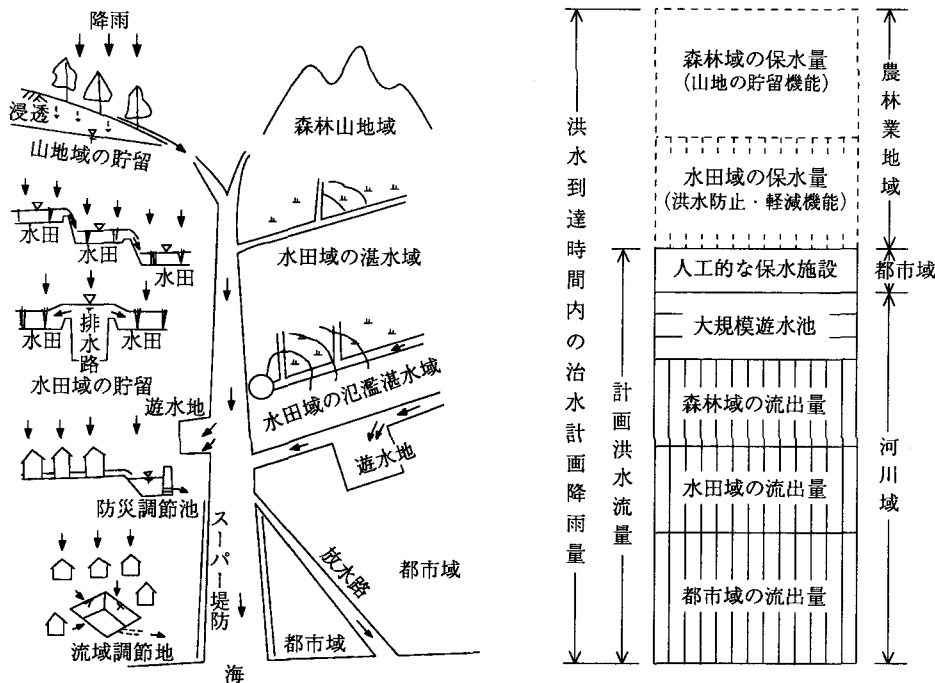 降雨
浸透
山地域の貯留
森林山地域
水田
水田
水田
水田域の湛水域
水田
排水路
水田
水田域の貯留
水田域の氾濫湛水域
遊水地
遊水地
防災調節池
スーパー堤防
放水路
都市域
都市域
流域調節地
海
洪水到達時間内の治水計画降雨量
計画洪水流量
森林域の保水量
(山地の貯留機能)
水田域の保水量
(洪水防止・軽減機能)
人工的な保水施設
大規模遊水池
森林域の流出量
水田域の流出量
都市域の流出量
農林業地域
都市域
河川域